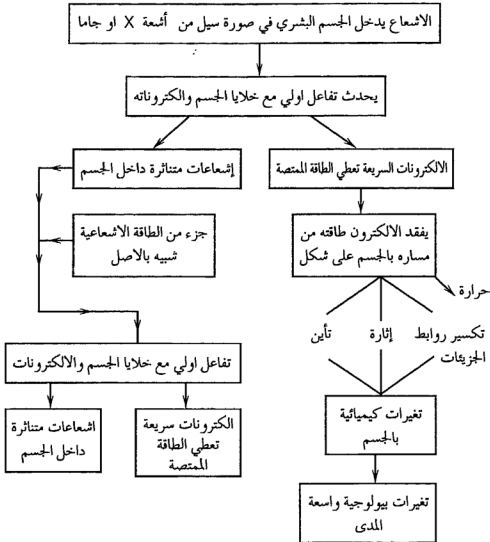 الاشعاع يدخل الجسم البشري في صورة سيل من أشعة X او جاما
يحدث تفاعل اولي مع خلايا الجسم والكتروناته
الالكترونات السريعة تعطي الطاقة الممتصة
إشعاعات متناثرة داخل الجسم
يفقد الالكترون طاقته من
مساره بالجسم على شكل
جزء من الطاقة الاشعاعية
شبيه بالاصل
حرارة
تكسير روابط
الجزيئات
إثارة
تأين
تفاعل اولي مع خلايا الجسم والالكترونات
تغيرات كيميائية
بالجسم
الكترونات سريعة
تعطي الطاقة
الممتصة
اشعاعات متناثرة
داخل الجسم
تغيرات بيولوجية واسعة
المدى